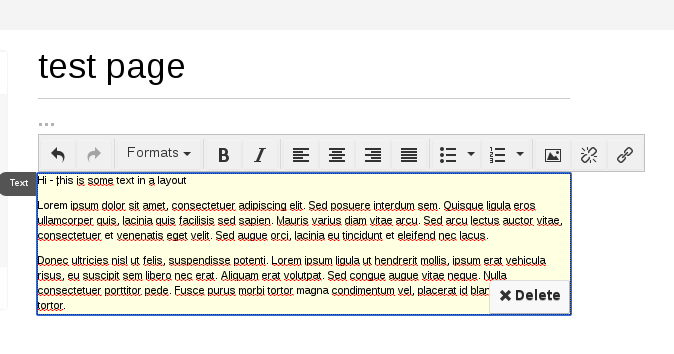 test page
...
Formats
B I
Text
Hi - this is some text in a layout
Lorem ipsum dolor sit amet, consectetuer adipiscing elit. Sed posuere interdum sem. Quisque ligula eros
ullamcorper quis, lacinia quis facilisis sed sapien. Mauris varius diam vitae arcu. Sed arcu lectus auctor vitae,
consectetuer et venenatis eget velit. Sed augue orci, lacinia eu tincidunt et eleifend nec lacus.
Donec ultricies nisl ut felis, suspendisse potenti. Lorem ipsum ligula ut hendrerit mollis, ipsum erat vehicula
risus, eu suscipit sem libero nec erat. Aliquam erat volutpat. Sed congue augue vitae neque. Nulla
consectetuer porttitor pede. Fusce purus morbi tortor magna condimentum vel, placerat id
tortor.
Delete